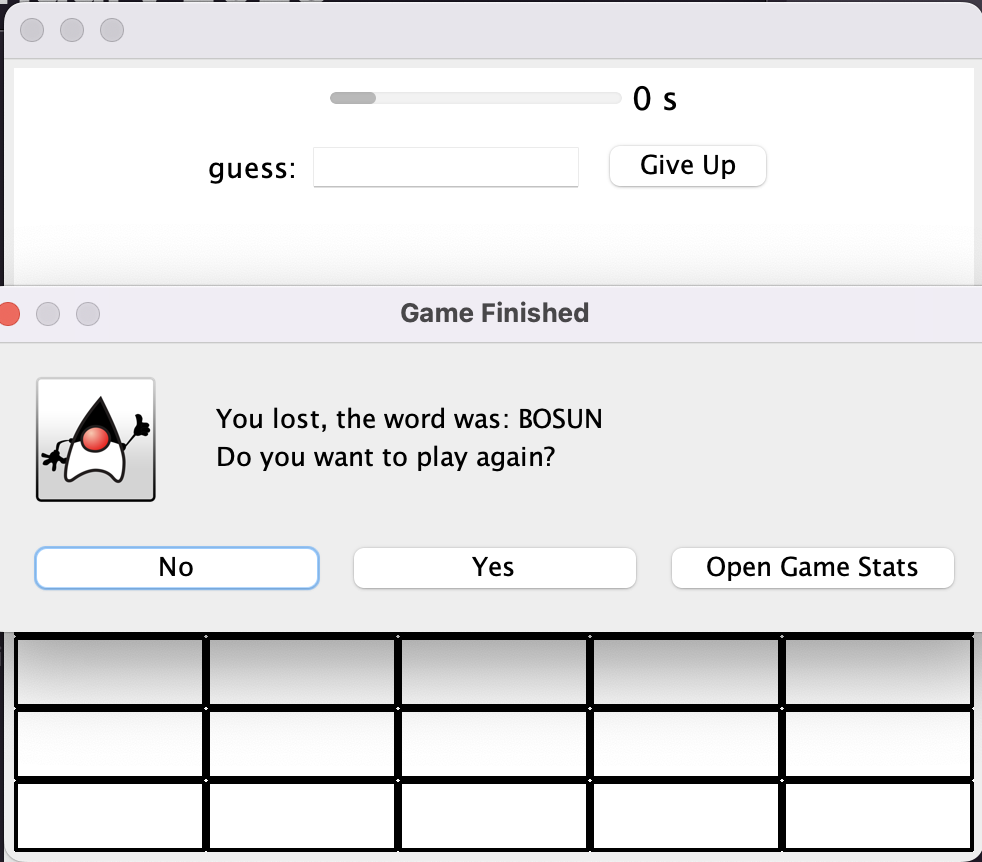 0 s
guess:
Give Up
Game Finished
You lost, the word was: BOSUN
Do you want to play again?
No
Yes
Open Game Stats